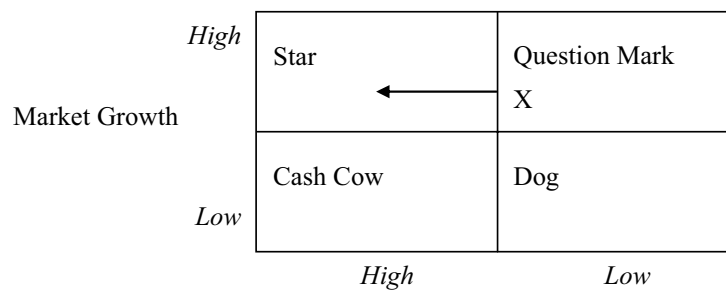 High
Star
Question Mark
X
Market Growth
Cash Cow
Dog
Low
High
Low